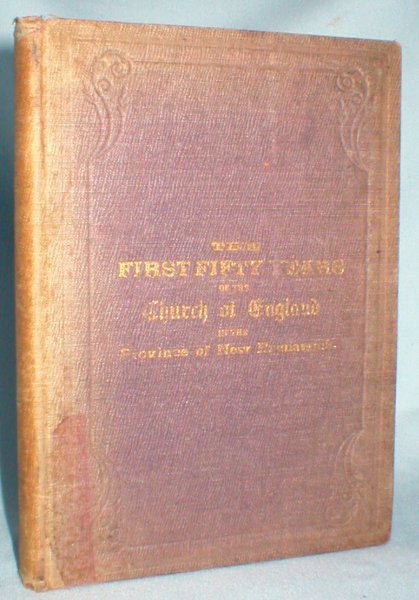 THE
FIRST FIFTY YEARS
OF THE
Church of England
IN THE
Province of New Brunswick.